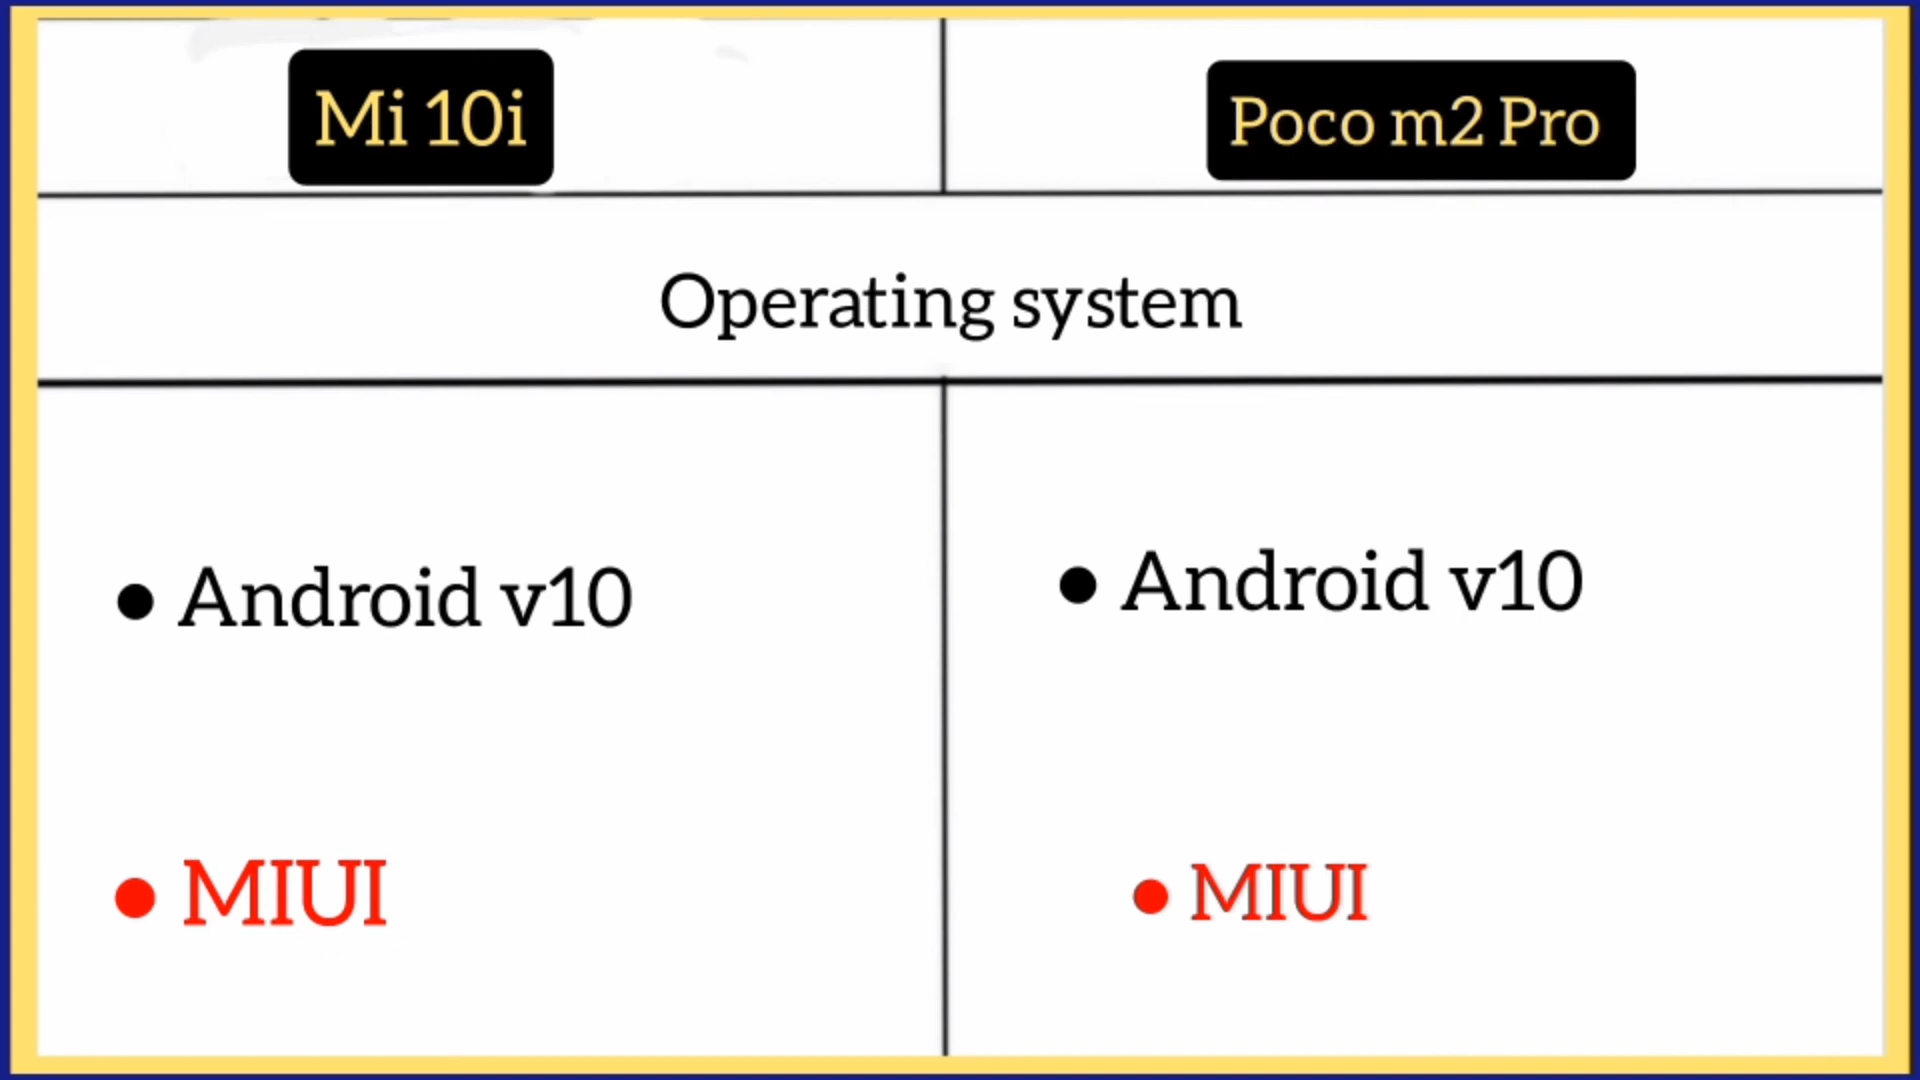 Mi 10i
Poco m2 Pro
Operating system
• Android v10
• Android v10
• MIUI
• MIUI